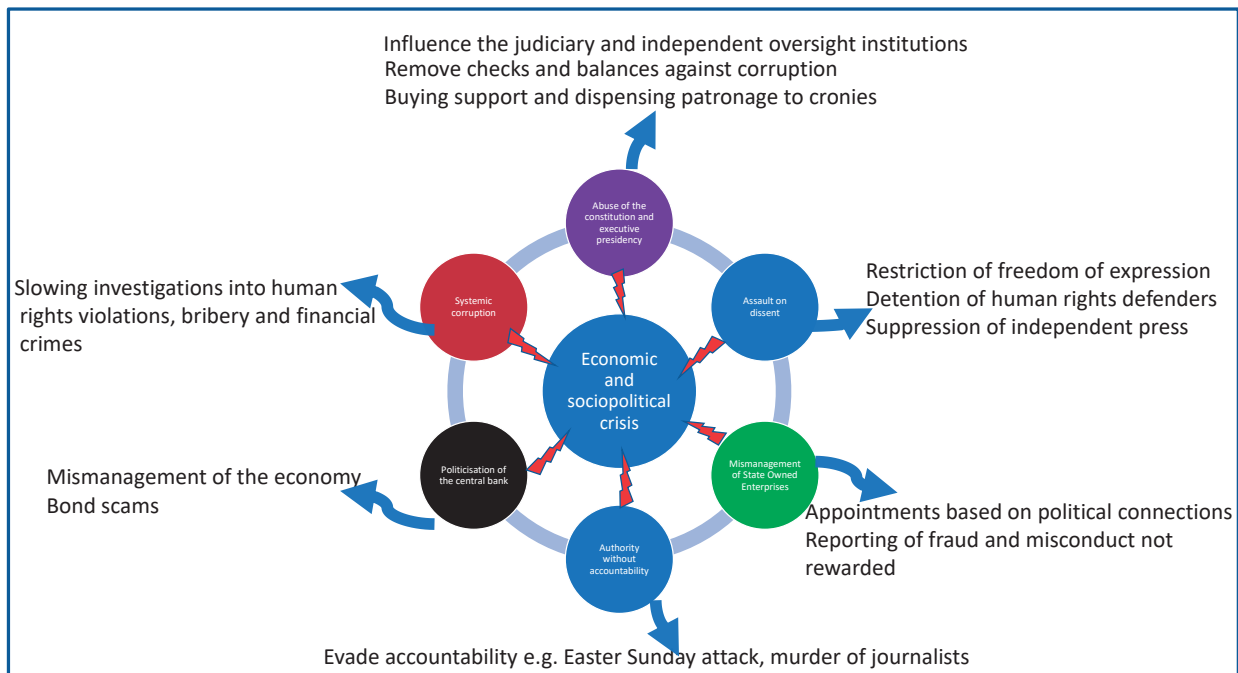 Influence the judiciary and independent oversight institutions
Remove checks and balances against corruption
Buying support and dispensing patronage to cronies
Abuse of the
constitution and
executive
presidency
Systemic
corruption
Assault on
dissent
Slowing investigations into human
rights violations, bribery and financial
crimes
Restriction of freedom of expression
Detention of human rights defenders
Suppression of independent press
Economic
and
sociopolitical
crisis
Politicisation of
the central bank
Mismanagement
of State Owned
Enterprises
Mismanagement of the economy
Bond scams
Appointments based on political connections
Reporting of fraud and misconduct not
rewarded
Authority
without
accountability
Evade accountability e.g. Easter Sunday attack, murder of journalists